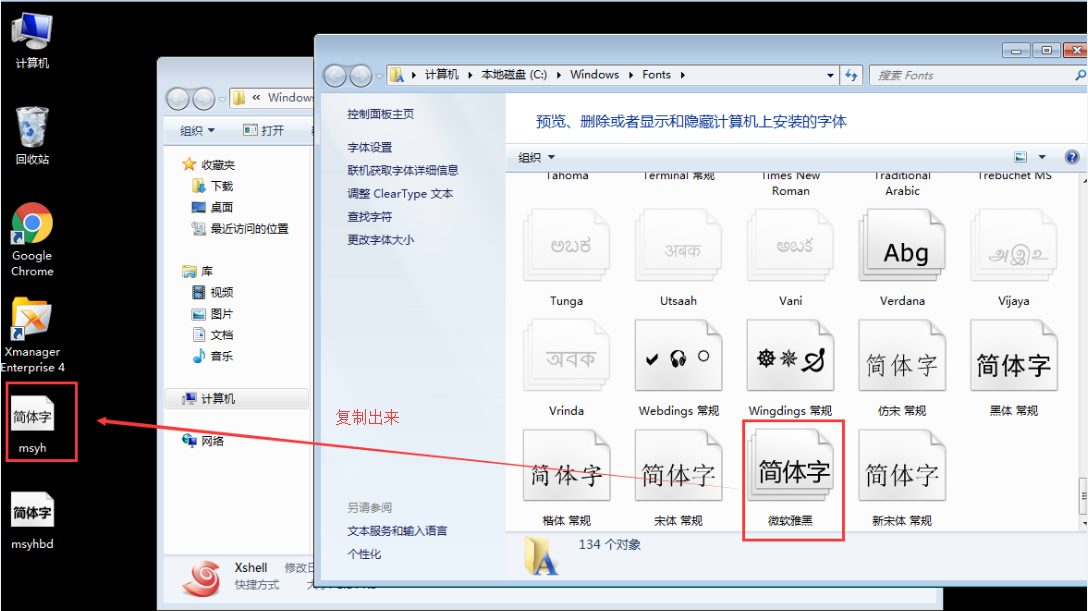 计算机
回收站
Google
Chrome
Xmanager
Enterprise 4
简体字
msyh
简体字
msyhbd
« Windows
组织
打开
收藏夹
下载
桌面
最近访问的位置
库
视频
图片
文档
音乐
计算机
网络
Xshell 修改日
快捷方式
计算机 本地磁盘 (C:) Windows Fonts
搜索 Fonts
控制面板主页
字体设置
联机获取字体详细信息
调整 ClearType 文本
查找字符
更改字体大小
复制出来
另请参阅
文本服务和输入语言
个性化
预览、删除或者显示和隐藏计算机上安装的字体
组织
Tahoma Terminal 常规 Times New Roman Traditional Arabic Trebuchet MS
ಅಬಕ अबक ಅಬಕ Abg அஇஉ
Tunga Utsaah Vani Verdana Vijaya
অবক 简体字 简体字
Vrinda Webdings 常规 Wingdings 常规 仿宋 常规 黑体 常规
简体字 简体字 简体字 简体字
楷体 常规 宋体 常规 微软雅黑 新宋体 常规
134 个对象